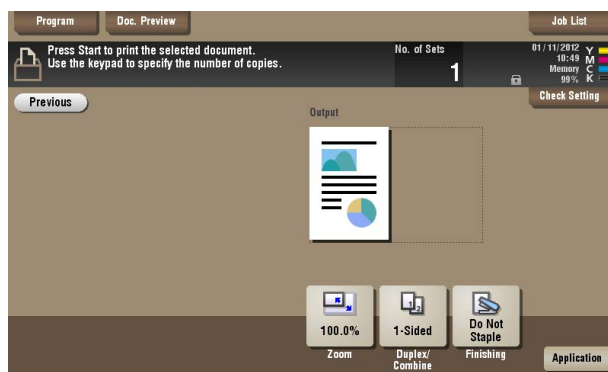 Program
Doc. Preview
Job List
Press Start to print the selected document.
Use the keypad to specify the number of copies.
No. of Sets
1
01/11/2012
10:49
Memory
99%
Y
M
C
K
Previous
Check Setting
Output
100.0%
1-Sided
1
2
Do Not
Staple
Zoom
Duplex/
Combine
Finishing
Application